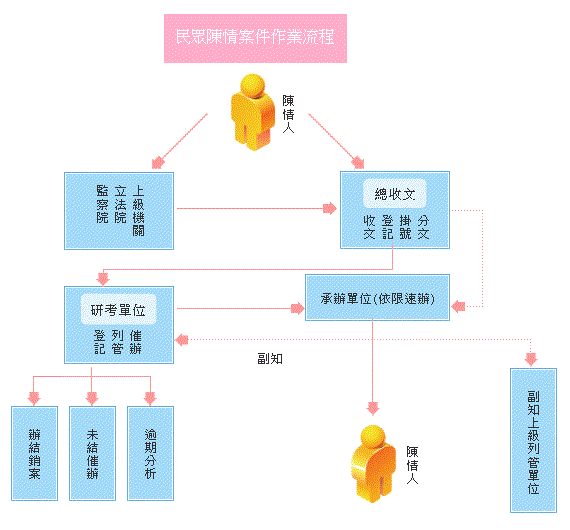 民眾陳情案件作業流程
陳情人
上級機關
立法院
監察院
總收文
分文
掛號
登記
收文
研考單位
催辦
列管
登記
承辦單位(依限速辦)
副知
辦結銷案
未結催辦
逾期分析
陳情人
副知上級列管單位